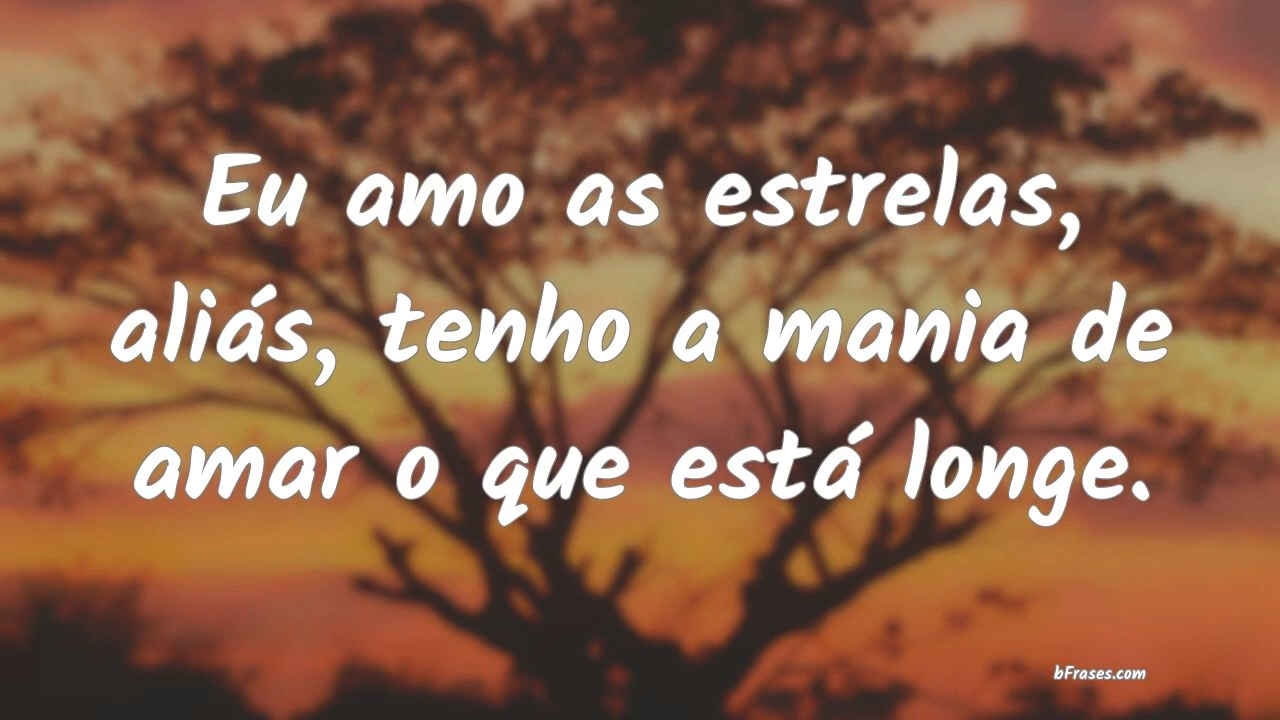 Eu amo as estrelas,
aliás, tenho a mania de
amar o que está longe.
bFrases.com